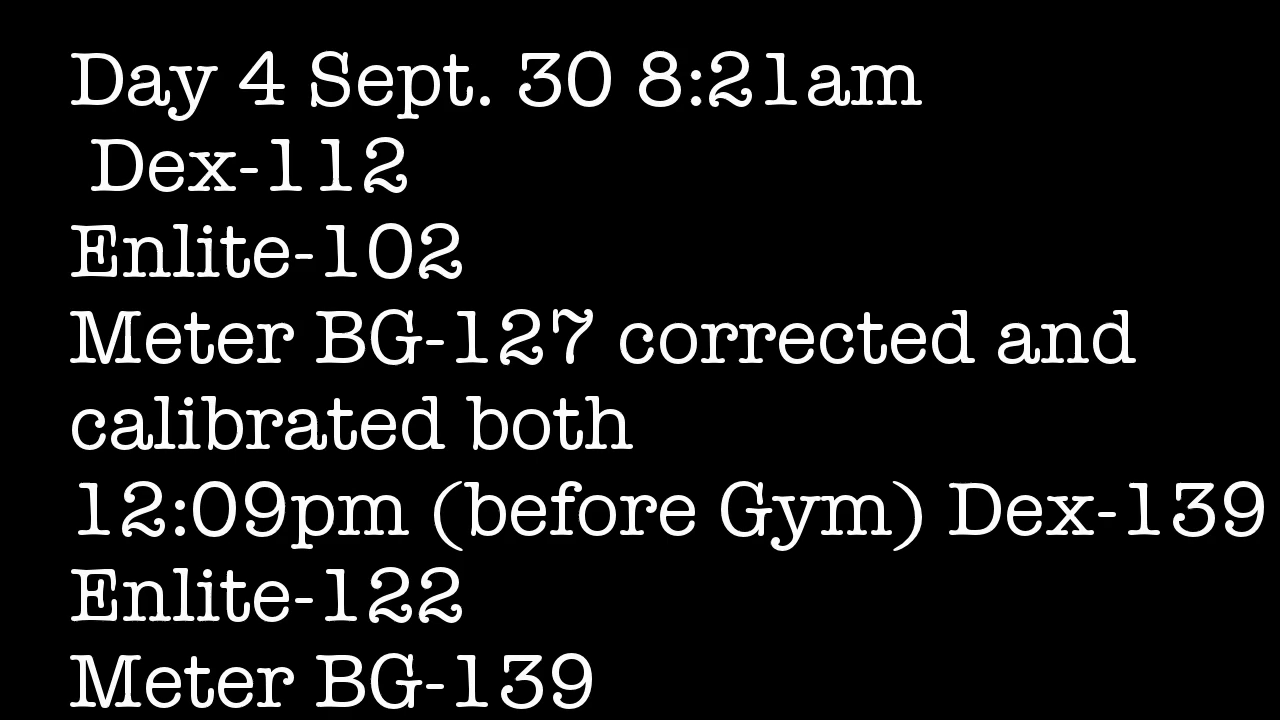 Day 4 Sept. 30 8:21am
Dex-112
Enlite-102
Meter BG-127 corrected and
calibrated both
12:09pm (before Gym) Dex-139
Enlite-122
Meter BG-139